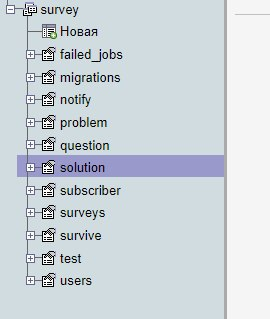 survey
Новая
failed_jobs
migrations
notify
problem
question
solution
subscriber
surveys
survive
test
users